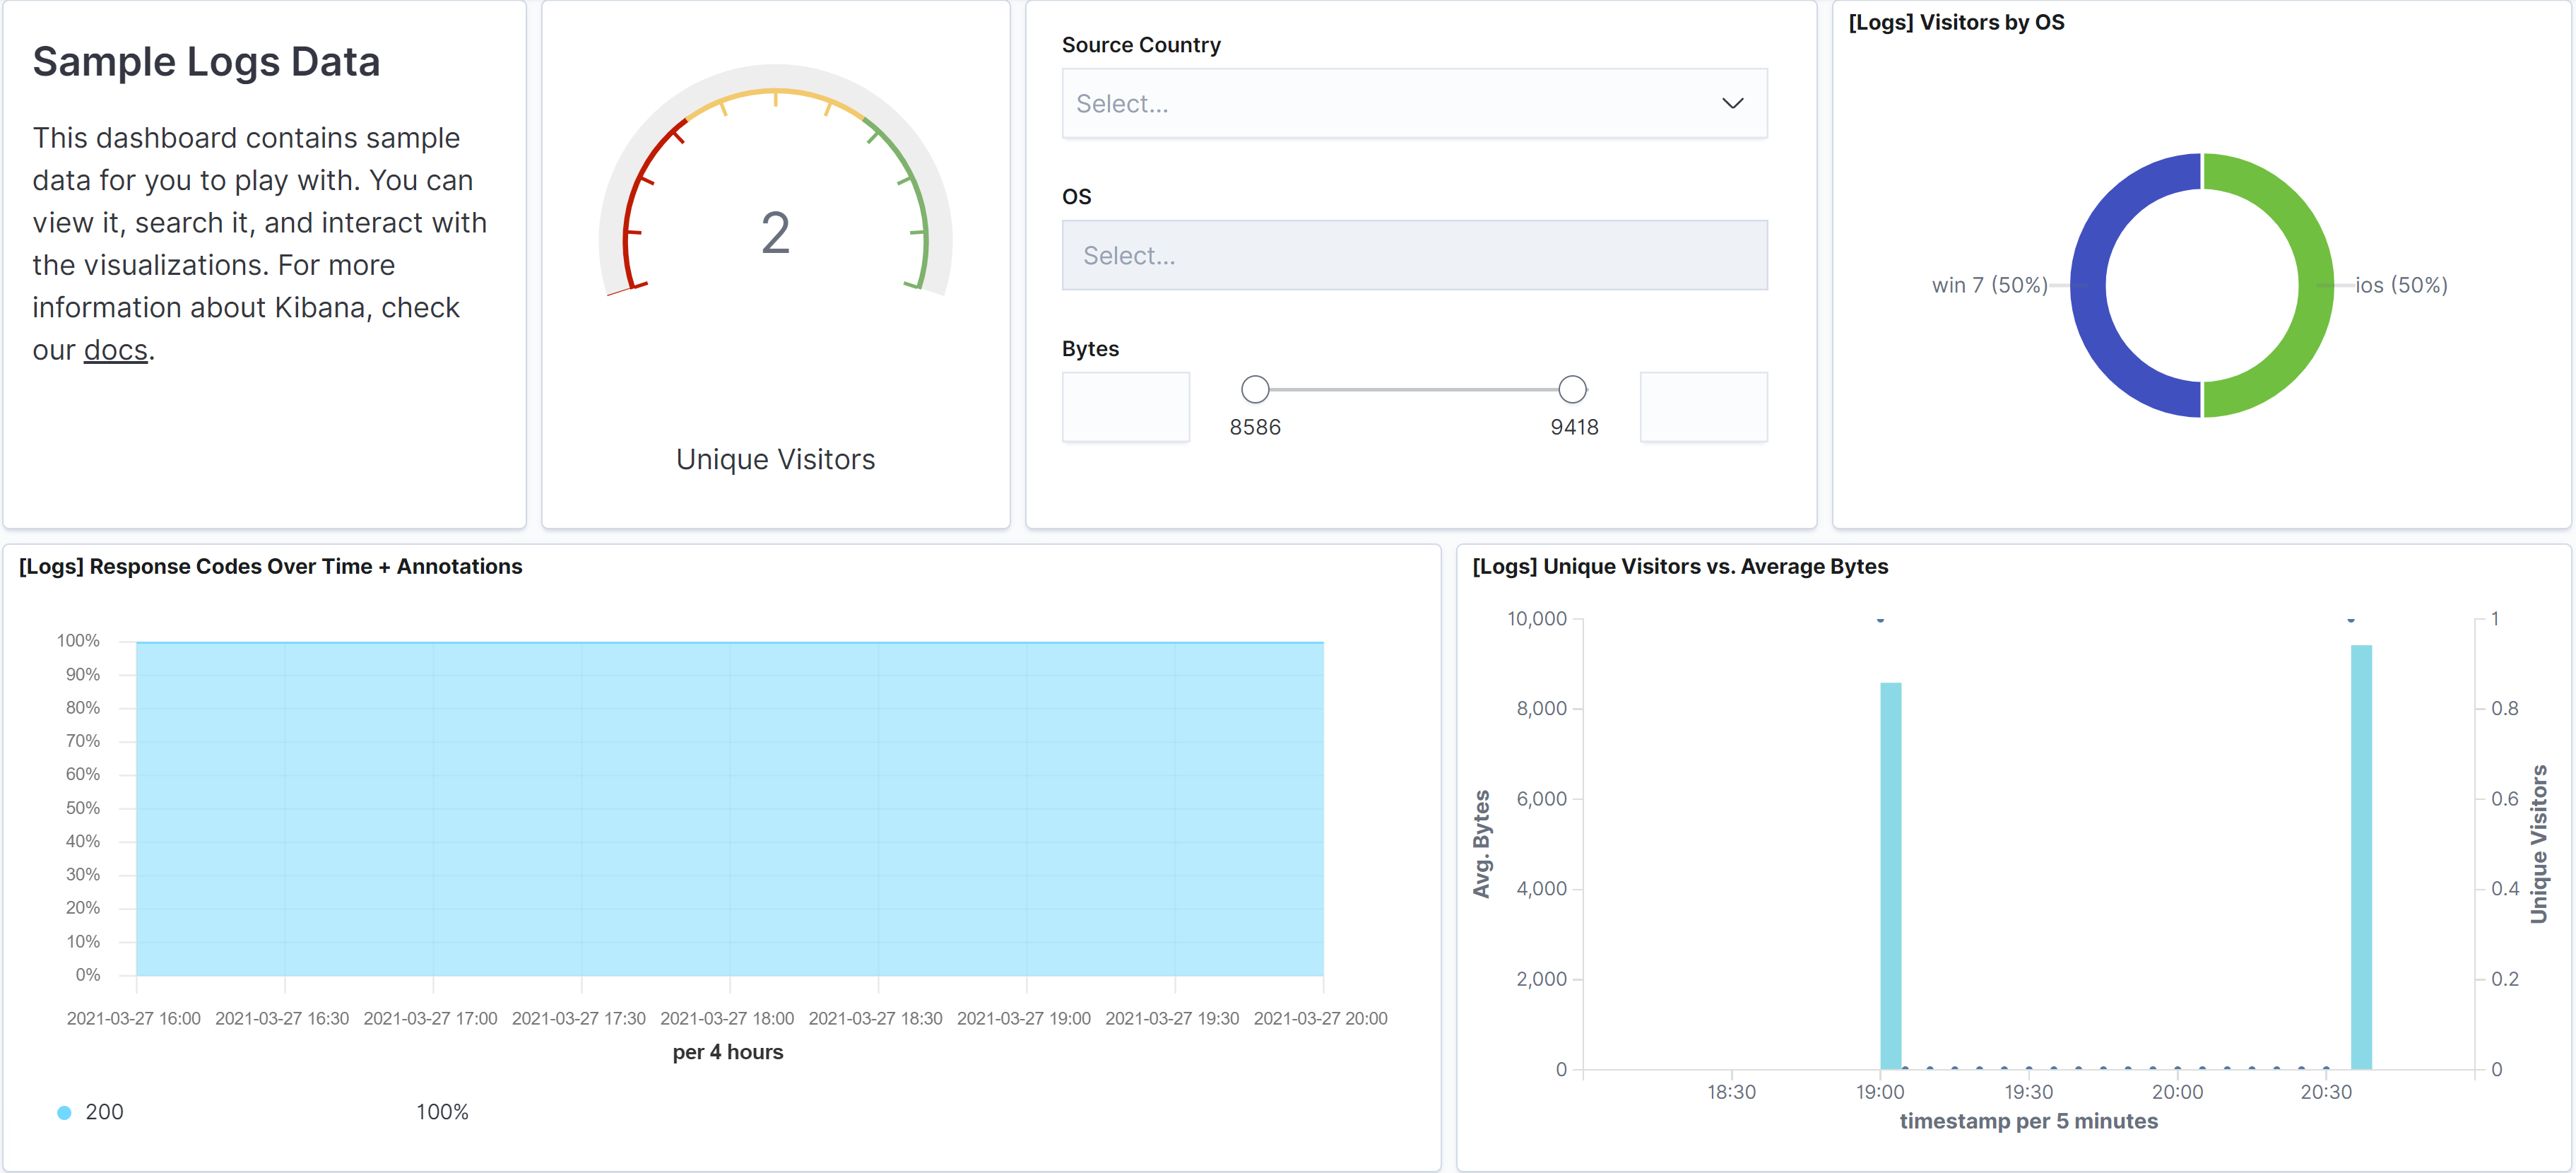 Sample Logs Data
This dashboard contains sample
data for you to play with. You can
view it, search it, and interact with
the visualizations. For more
information about Kibana, check
our docs.
2
Unique Visitors
Source Country
Select...
OS
Select...
Bytes
8586
9418
[Logs] Visitors by OS
win 7 (50%)
ios (50%)
[Logs] Response Codes Over Time + Annotations
100%
90%
80%
70%
60%
50%
40%
30%
20%
10%
0%
2021-03-27 16:00 2021-03-27 16:30 2021-03-27 17:00 2021-03-27 17:30 2021-03-27 18:00 2021-03-27 18:30 2021-03-27 19:00 2021-03-27 19:30 2021-03-27 20:00
per 4 hours
200 100%
[Logs] Unique Visitors vs. Average Bytes
Avg. Bytes
10,000
8,000
6,000
4,000
2,000
0
1
0.8
0.6
0.4
0.2
0
Unique Visitors
18:30 19:00 19:30 20:00 20:30
timestamp per 5 minutes